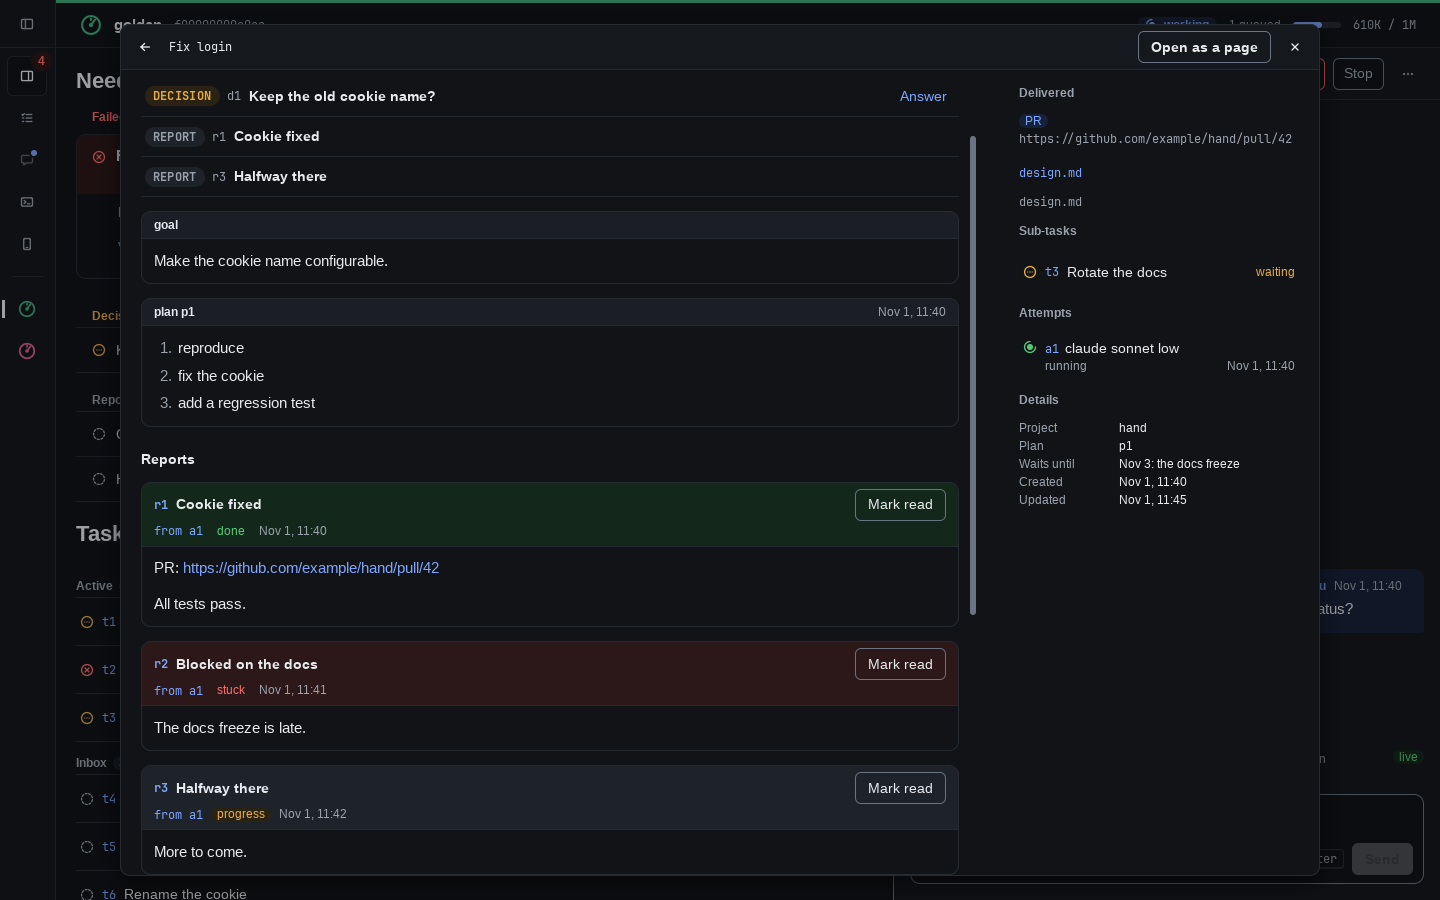 golden
working 1 queued 610K / 1M
4
Fix login
Open as a page
Stop
DECISION d1 Keep the old cookie name?
Answer
REPORT r1 Cookie fixed
REPORT r3 Halfway there
goal
Make the cookie name configurable.
plan p1
Nov 1, 11:40
1. reproduce
2. fix the cookie
3. add a regression test
Reports
r1 Cookie fixed
Mark read
from a1 done Nov 1, 11:40
PR: https://github.com/example/hand/pull/42
All tests pass.
r2 Blocked on the docs
Mark read
from a1 stuck Nov 1, 11:41
The docs freeze is late.
r3 Halfway there
Mark read
from a1 progress Nov 1, 11:42
More to come.
Delivered
PR
https://github.com/example/hand/pull/42
design.md
design.md
Sub-tasks
t3 Rotate the docs waiting
Attempts
a1 claude sonnet low
running Nov 1, 11:40
Details
Project hand
Plan p1
Waits until Nov 3: the docs freeze
Created Nov 1, 11:40
Updated Nov 1, 11:45
Active
t1
t2
t3
Inbox
t4
t5
t6 Rename the cookie
Nov 1, 11:40
live
Send